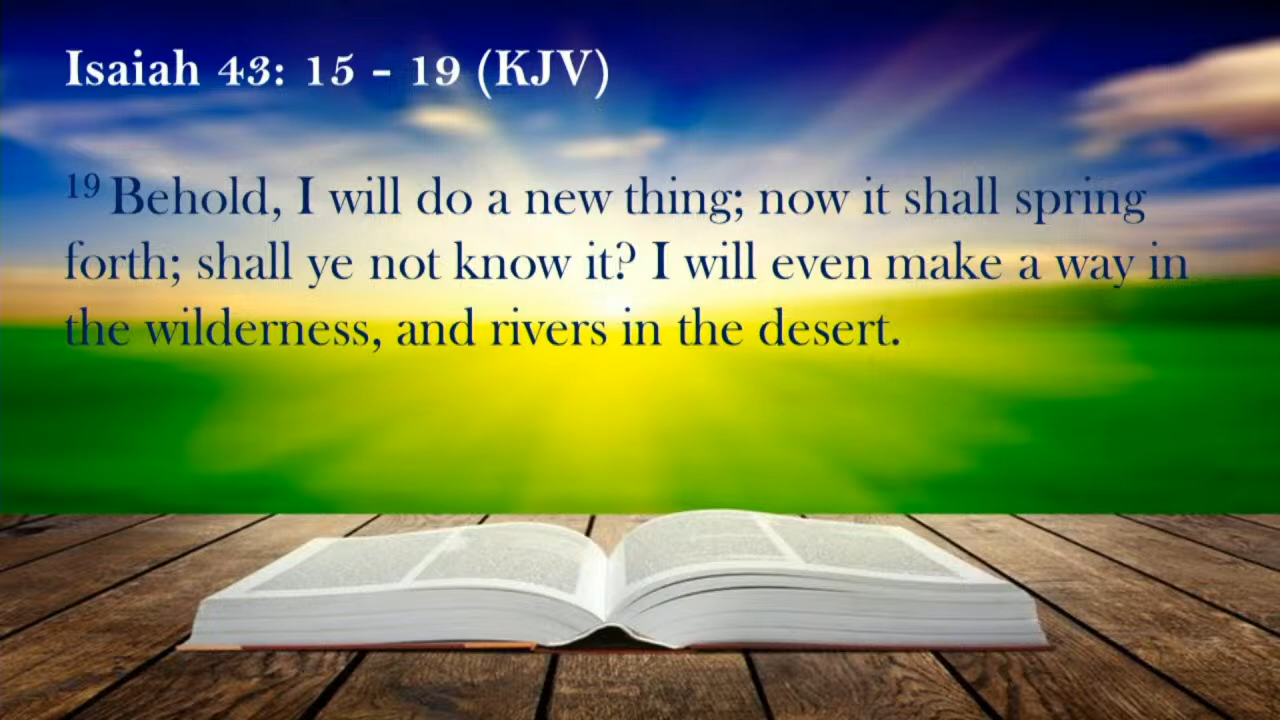 Isaiah 43: 15 - 19 (KJV)
19 Behold, I will do a new thing; now it shall spring
forth; shall ye not know it? I will even make a way in
the wilderness, and rivers in the desert.